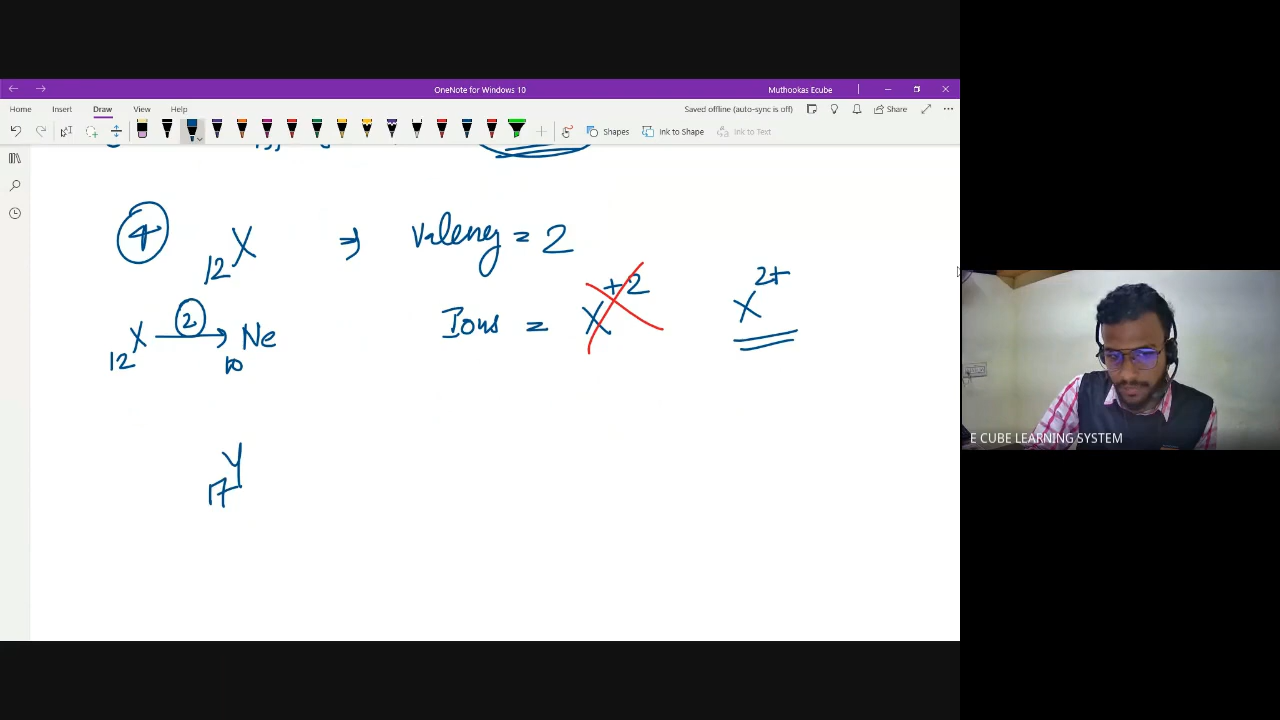 OneNote for Windows 10
Muthookas Ecube
Home Insert Draw View Help
Saved offline (auto-sync is off)
Share
Shapes
Ink to Shape
Ink to Text
4 12X ⇒ Valeny = 2
12X 2→ Ne 10
Ions = X+2 X2+
17Y
E CUBE LEARNING SYSTEM